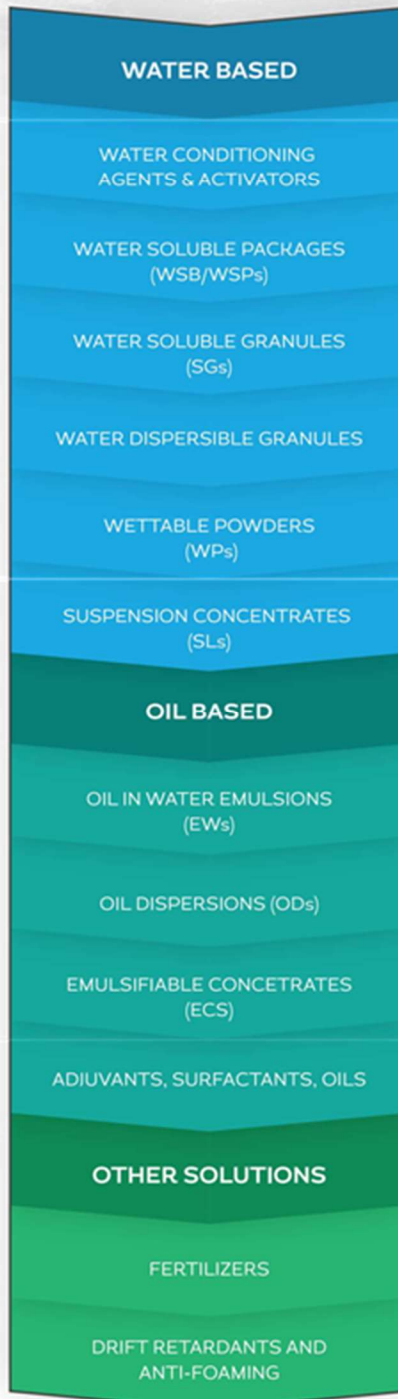 WATER BASED
WATER CONDITIONING
AGENTS & ACTIVATORS
WATER SOLUBLE PACKAGES
(WSB/WSPs)
WATER SOLUBLE GRANULES
(SGs)
WATER DISPERSIBLE GRANULES
WETTABLE POWDERS
(WPs)
SUSPENSION CONCENTRATES
(SLs)
OIL BASED
OIL IN WATER EMULSIONS
(EWs)
OIL DISPERSIONS (ODs)
EMULSIFIABLE CONCETRATES
(ECS)
ADIUVANTS, SURFACTANTS, OILS
OTHER SOLUTIONS
FERTILIZERS
DRIFT RETARDANTS AND
ANTI-FOAMING